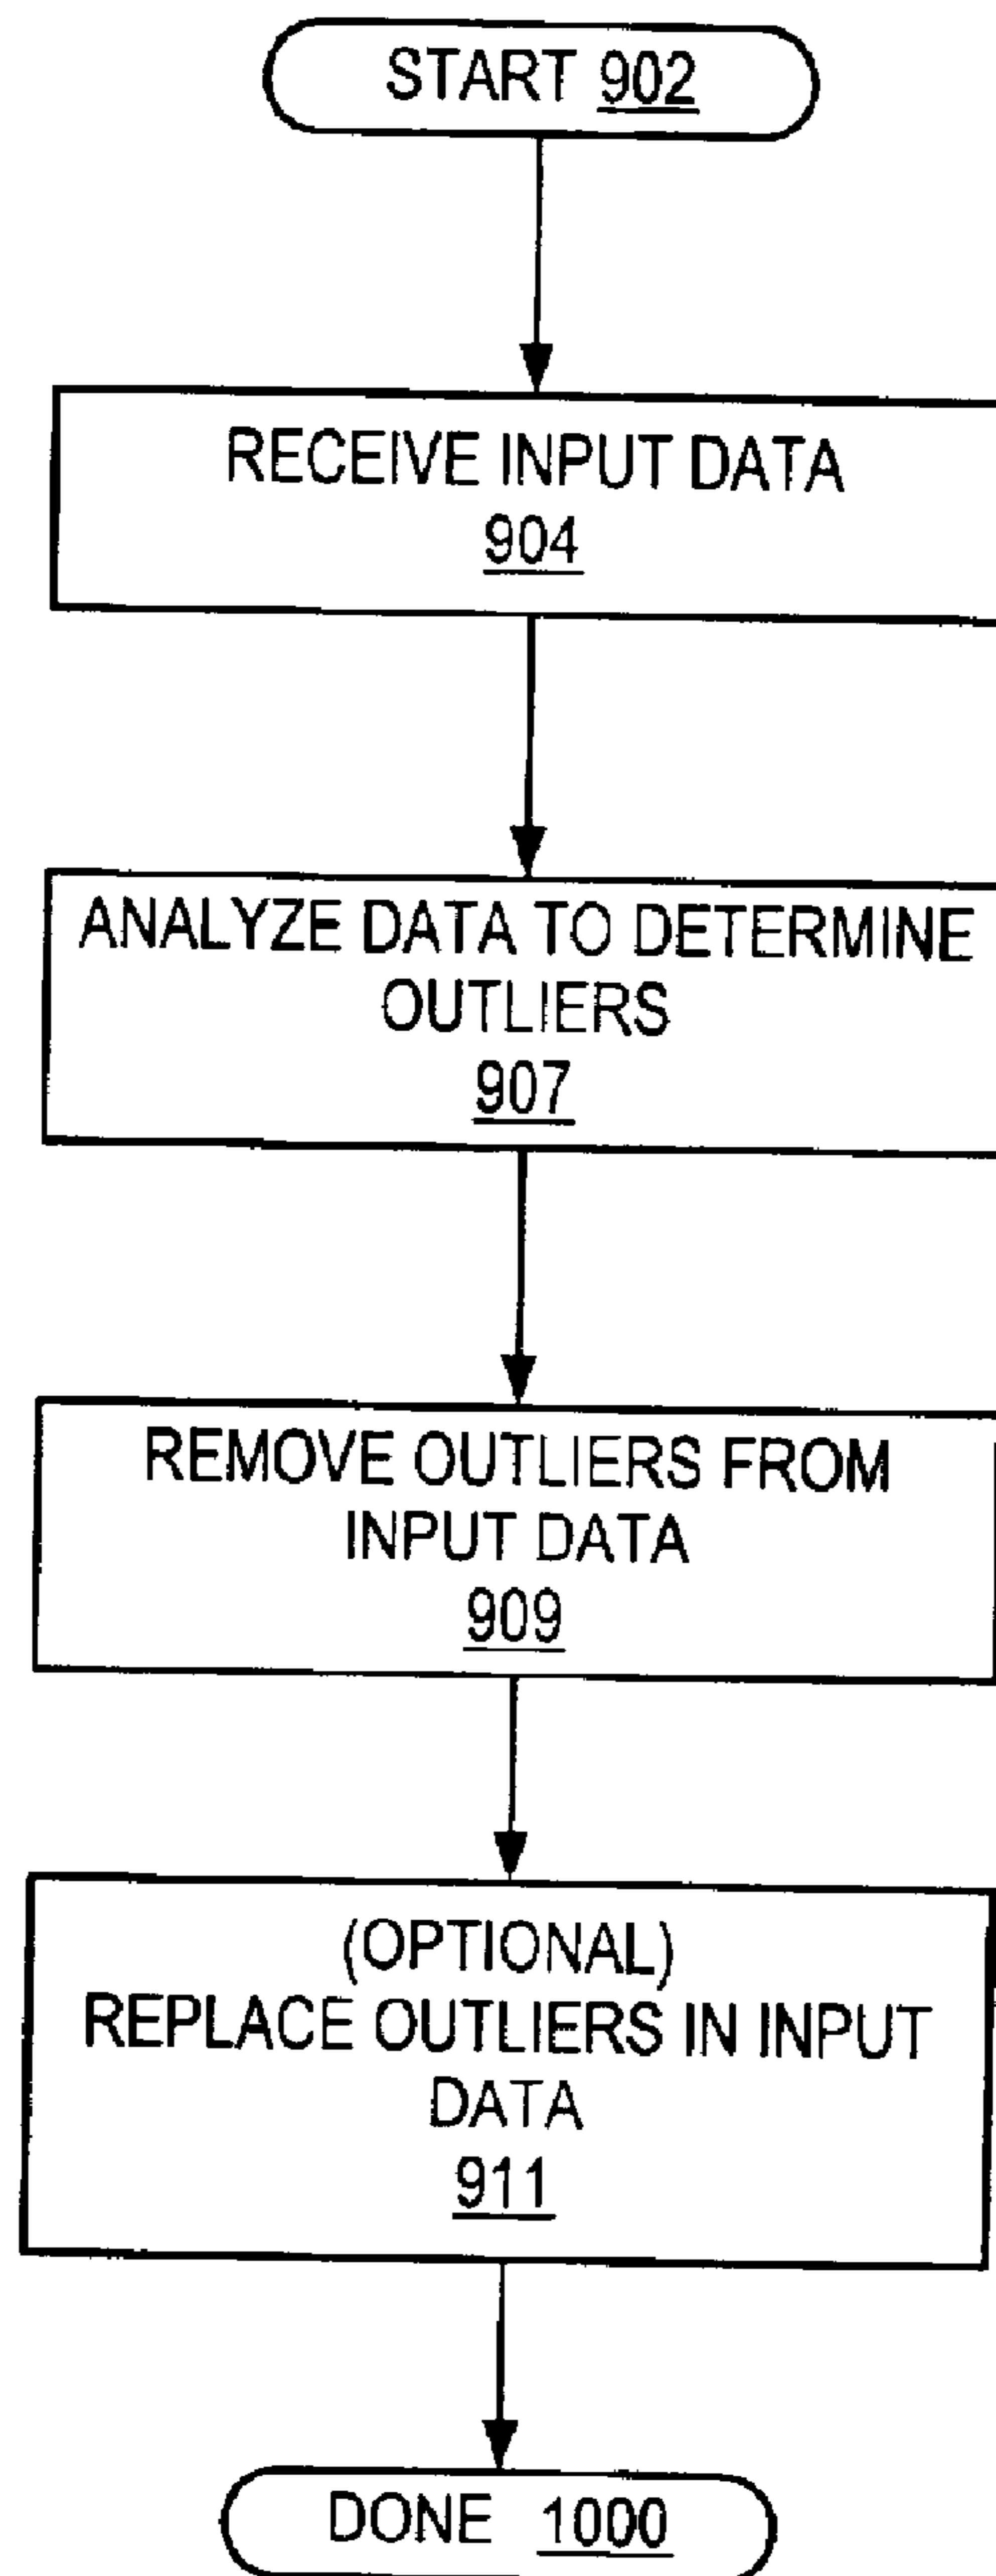 START 902
RECEIVE INPUT DATA
904
ANALYZE DATA TO DETERMINE
OUTLIERS
907
REMOVE OUTLIERS FROM
INPUT DATA
909
(OPTIONAL)
REPLACE OUTLIERS IN INPUT
DATA
911
DONE 1000